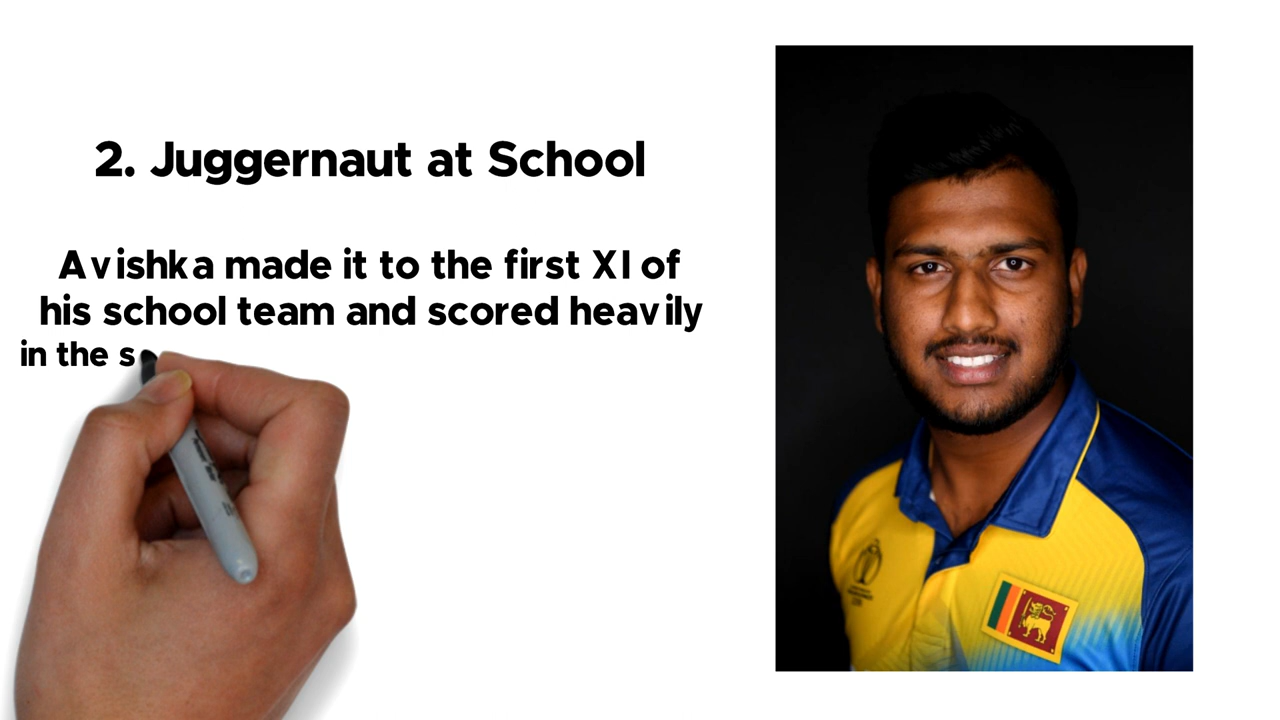 2. Juggernaut at School
Avishka made it to the first XI of
his school team and scored heavily
in the s